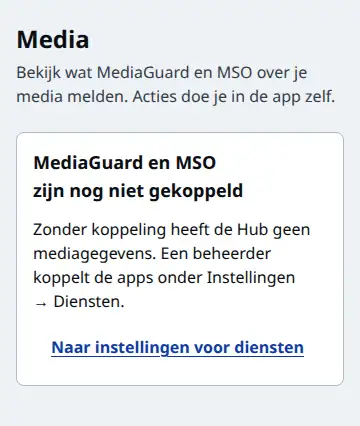 Media
Bekijk wat MediaGuard en MSO over je
media melden. Acties doe je in de app zelf.
MediaGuard en MSO
zijn nog niet gekoppeld
Zonder koppeling heeft de Hub geen
mediagegevens. Een beheerder
koppelt de apps onder Instellingen
→ Diensten.
Naar instellingen voor diensten